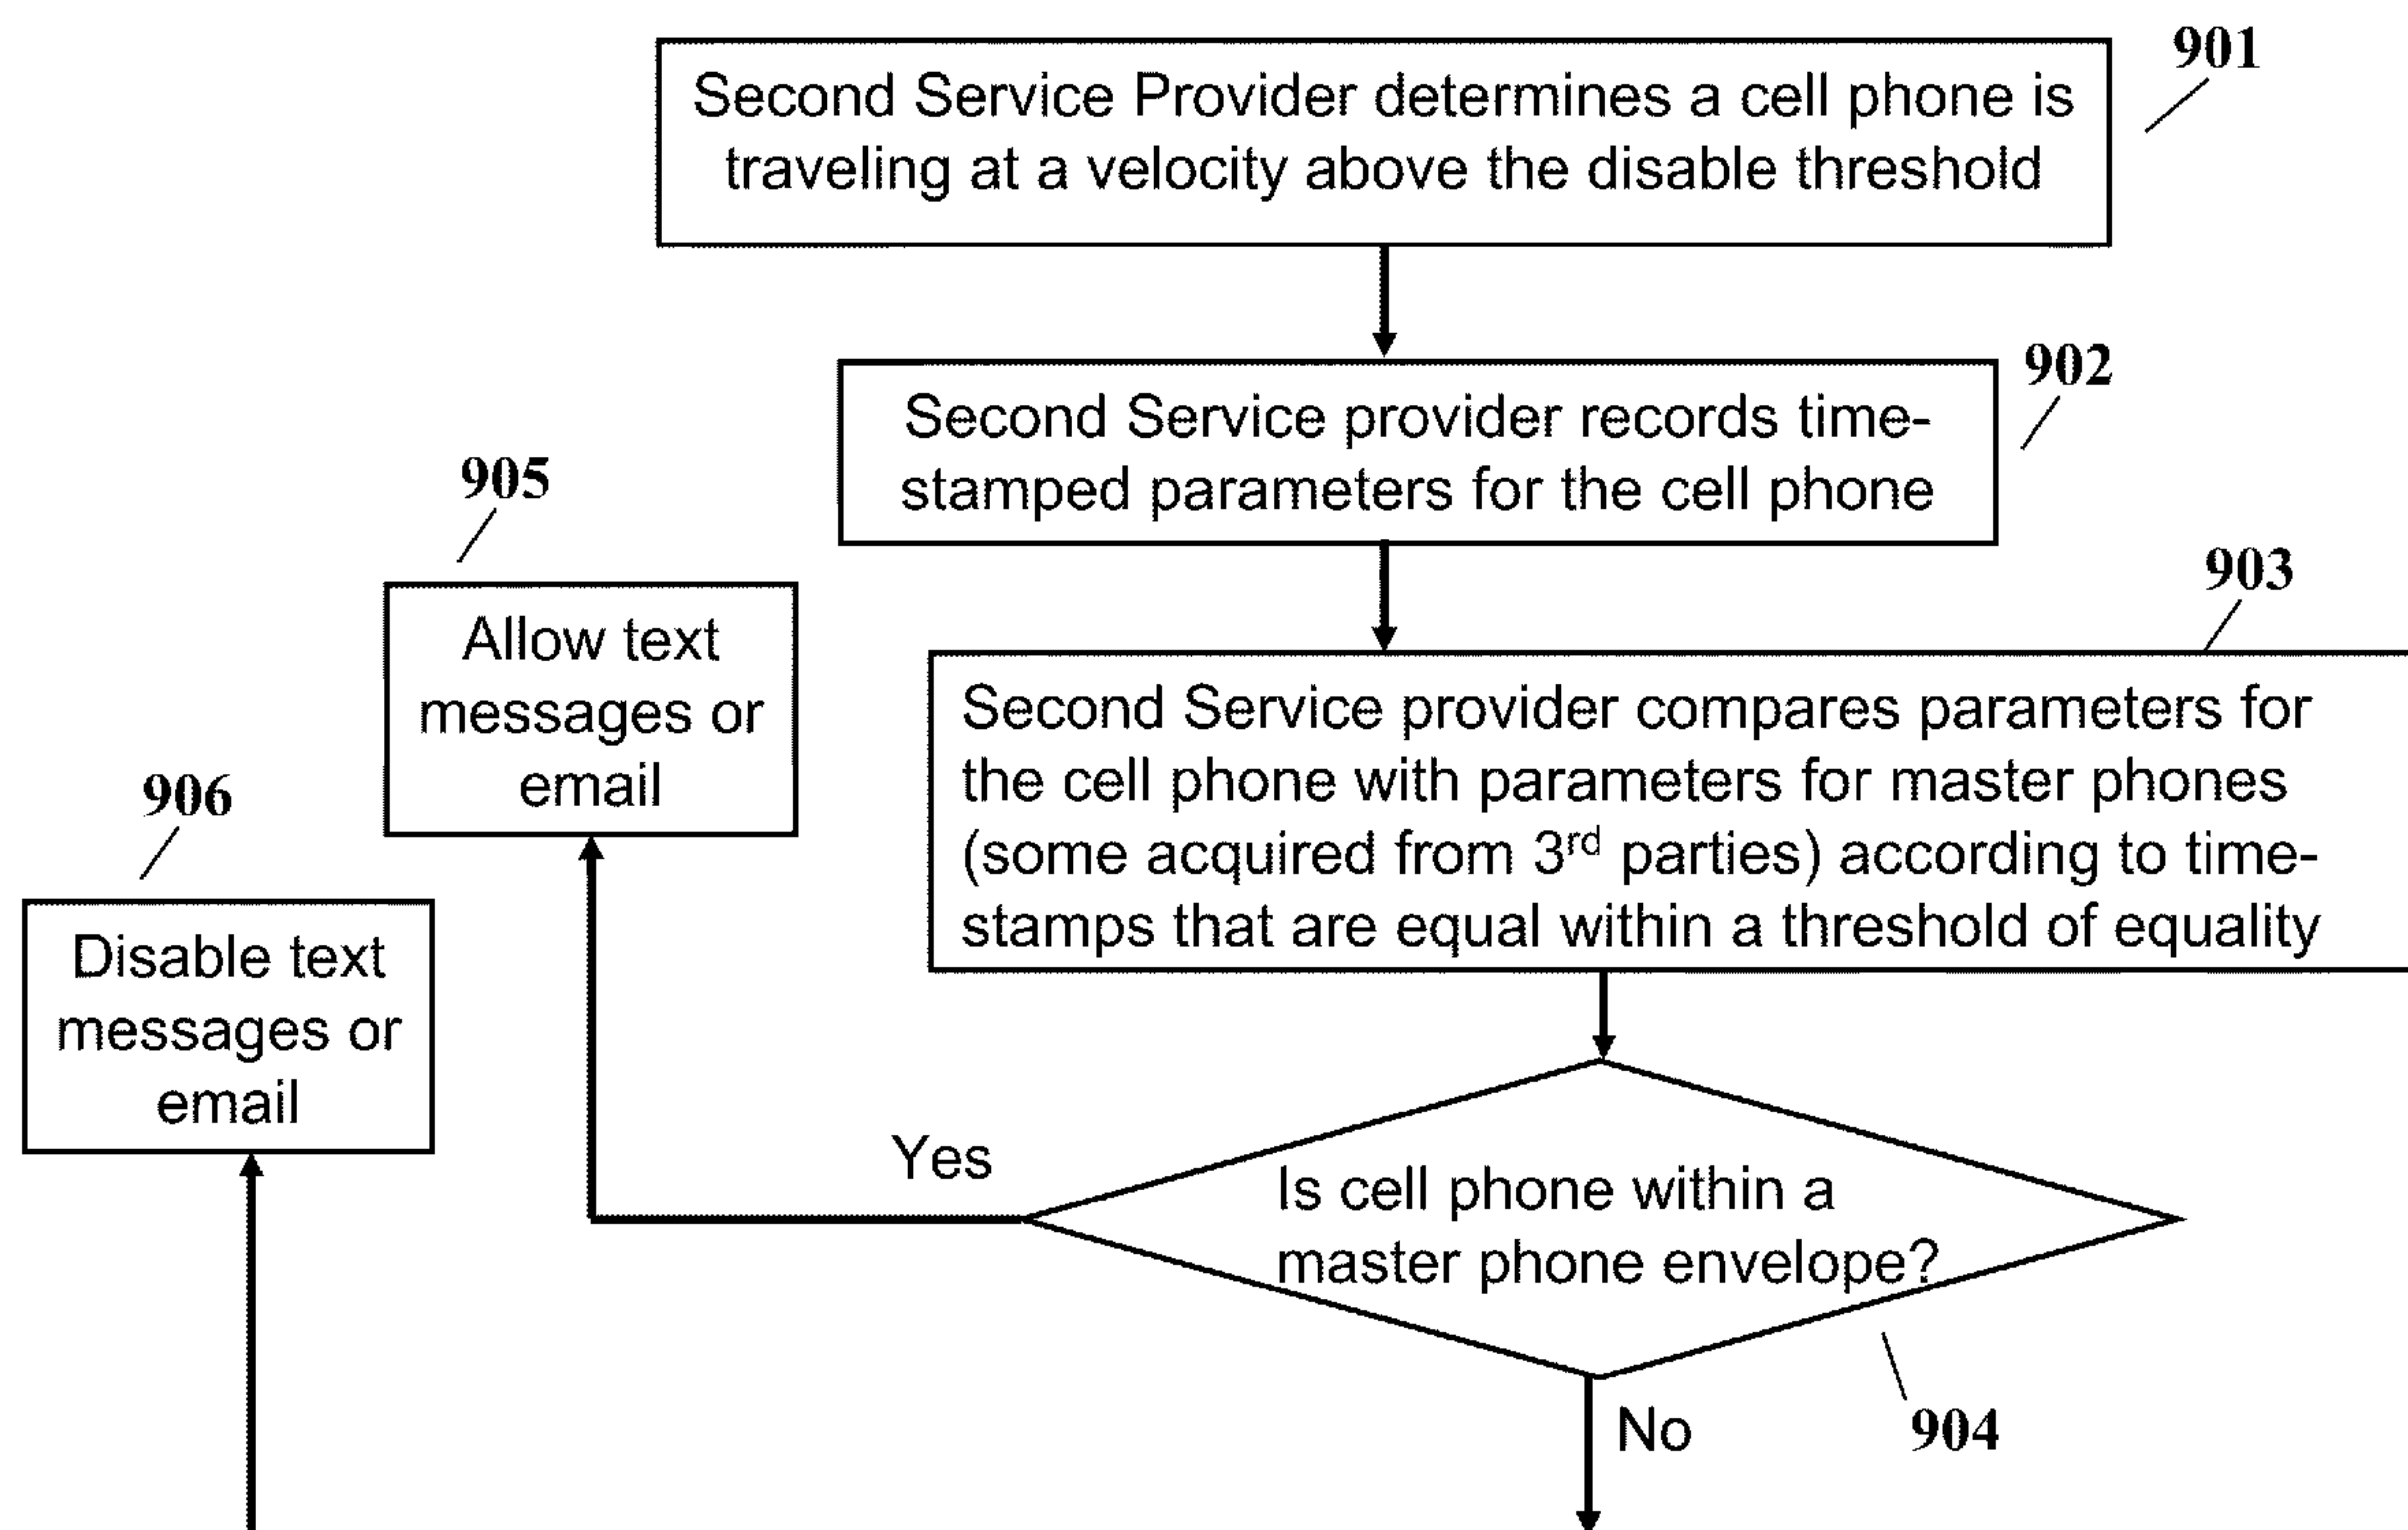 901
Second Service Provider determines a cell phone is
traveling at a velocity above the disable threshold
902
Second Service provider records time-
stamped parameters for the cell phone
903
Second Service provider compares parameters for
the cell phone with parameters for master phones
(some acquired from 3rd parties) according to time-
stamps that are equal within a threshold of equality
905
Allow text
messages or
email
906
Disable text
messages or
email
Yes
Is cell phone within a
master phone envelope?
No
904